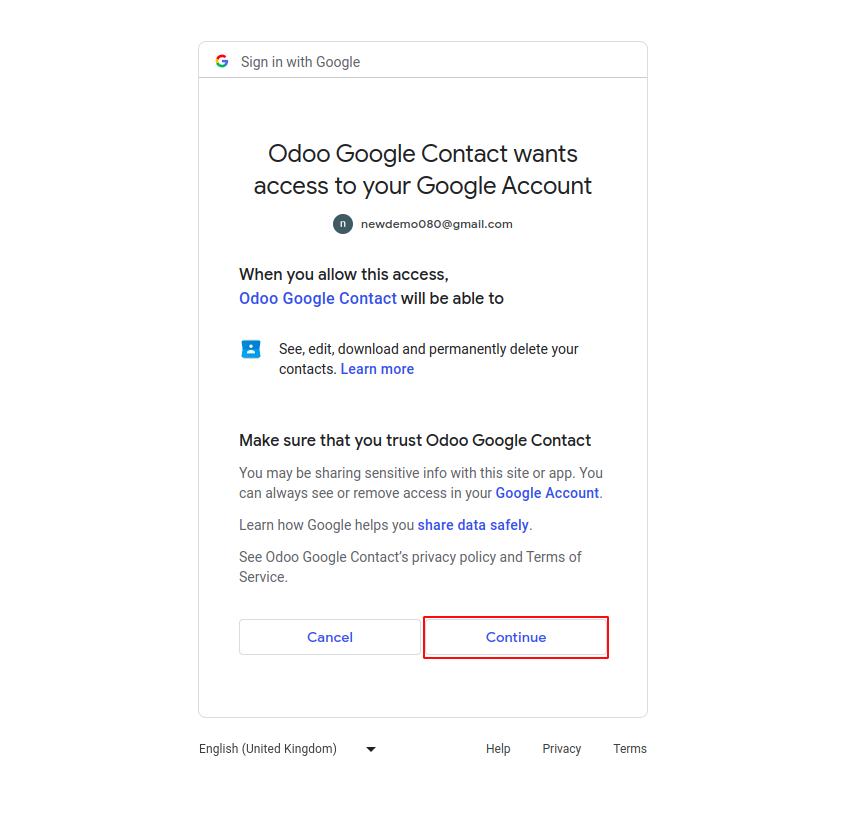 Sign in with Google
Odoo Google Contact wants
access to your Google Account
n newdemo080@gmail.com
When you allow this access,
Odoo Google Contact will be able to
See, edit, download and permanently delete your
contacts. Learn more
Make sure that you trust Odoo Google Contact
You may be sharing sensitive info with this site or app. You
can always see or remove access in your Google Account.
Learn how Google helps you share data safely.
See Odoo Google Contact’s privacy policy and Terms of
Service.
Cancel Continue
English (United Kingdom) Help Privacy Terms